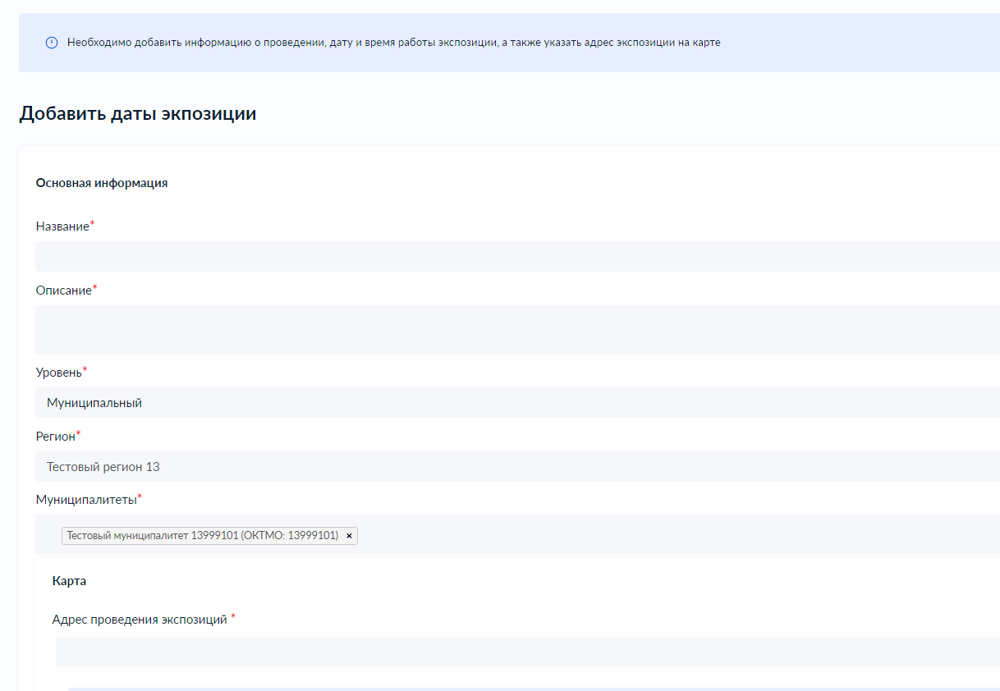 Необходимо добавить информацию о проведении, дату и время работы экспозиции, а также указать адрес экспозиции на карте
Добавить даты экпозиции
Основная информация
Название*
Описание*
Уровень*
Муниципальный
Регион*
Тестовый регион 13
Муниципалитеты*
Тестовый муниципалитет 13999101 (ОКТМО: 13999101) ×
Карта
Адрес проведения экспозиций *